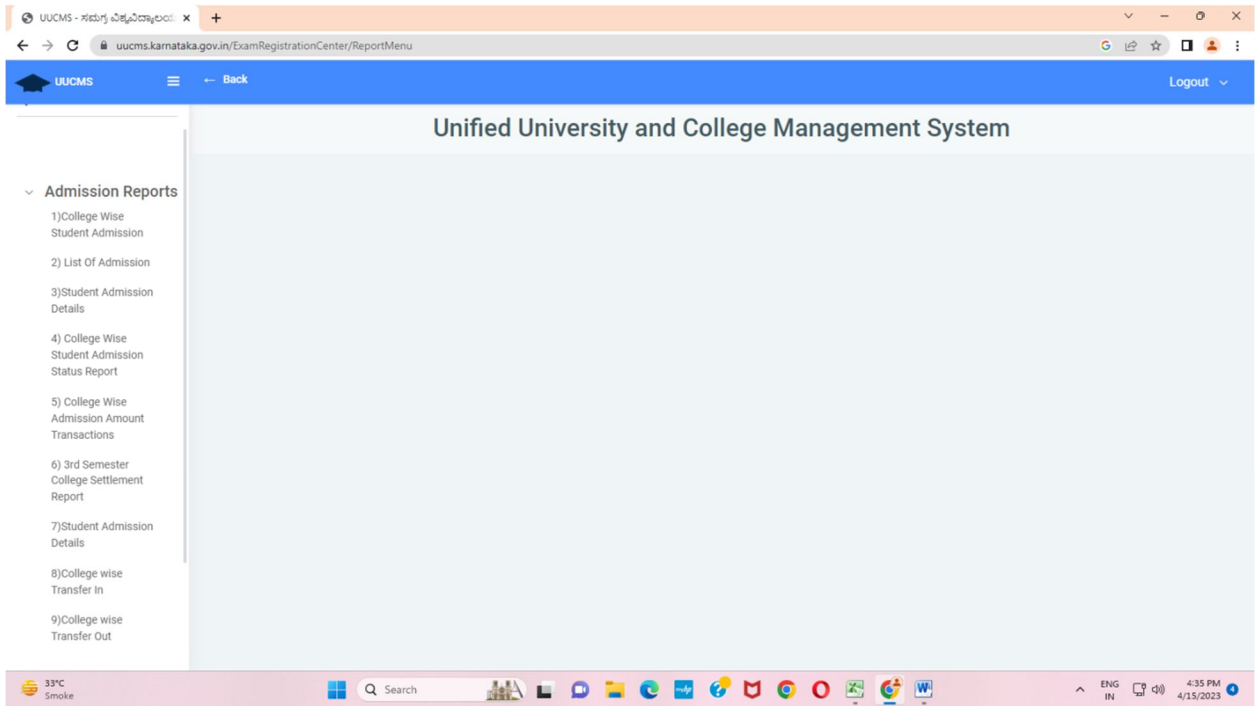 UUCMS - ಸಮಗ್ರ ವಿಶ್ವವಿದ್ಯಾಲಯ
uucms.karnataka.gov.in/ExamRegistrationCenter/ReportMenu
UUCMS
← Back
Logout
Unified University and College Management System
Admission Reports
1)College Wise
Student Admission
2) List Of Admission
3)Student Admission
Details
4) College Wise
Student Admission
Status Report
5) College Wise
Admission Amount
Transactions
6) 3rd Semester
College Settlement
Report
7)Student Admission
Details
8)College wise
Transfer In
9)College wise
Transfer Out
33°C
Smoke
Search
ENG
IN
4:35 PM
4/15/2023
4